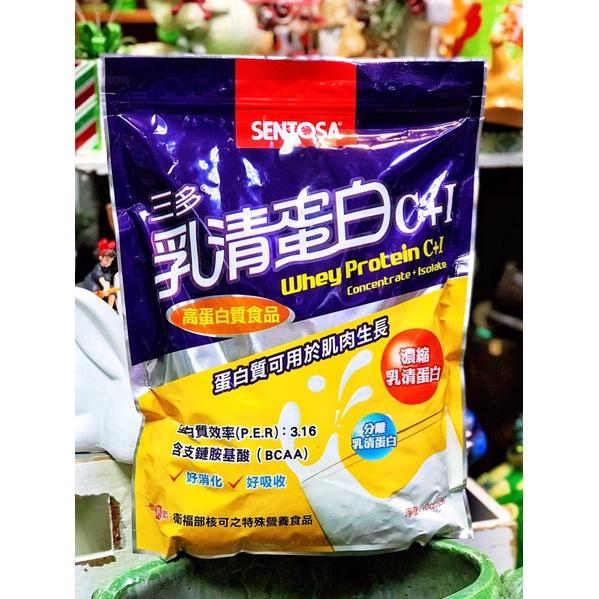 SENTOSA
三多
乳清蛋白C+I
Whey Protein C+I
Concentrate + Isolate
高蛋白質食品
蛋白質可用於肌肉生長
濃縮
乳清蛋白
分離
乳清蛋白
蛋白質效率(P.E.R)：3.16
含支鏈胺基酸（BCAA）
✓ 好消化 ✓ 好吸收
衛福部核可之特殊營養食品
淨重